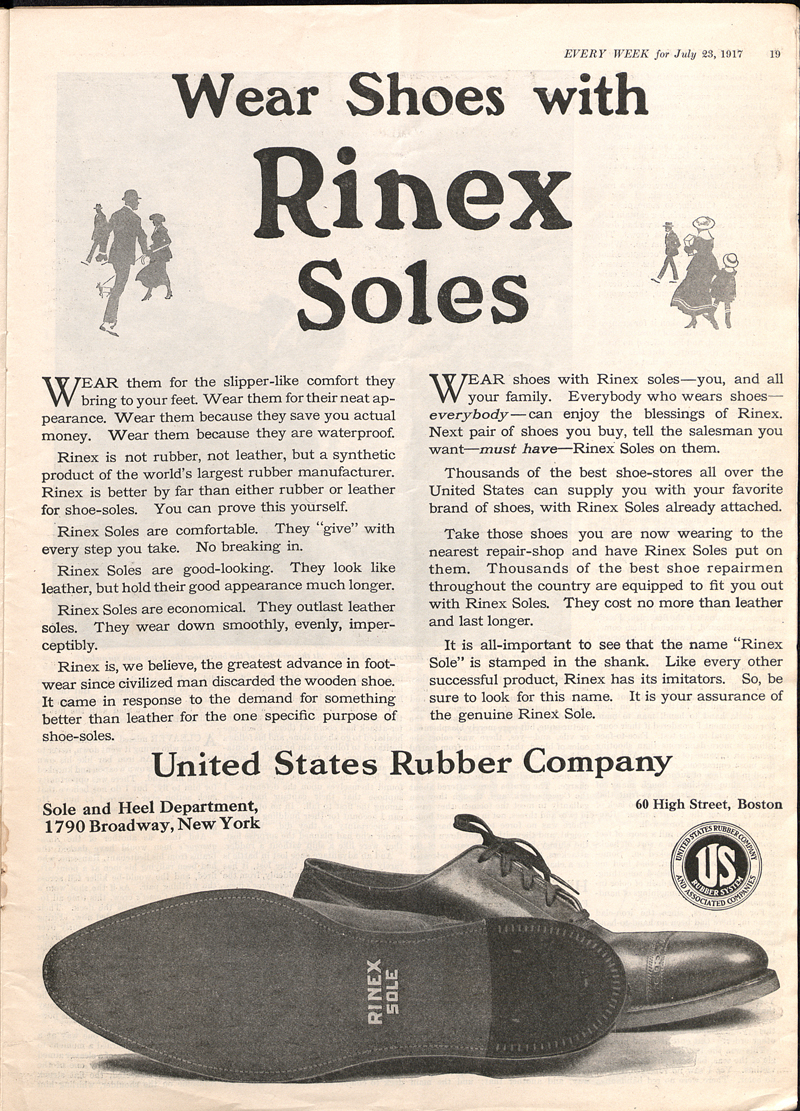 EVERY WEEK for July 23, 1917 19
Wear Shoes with
Rinex
Soles
WEAR them for the slipper-like comfort they
bring to your feet. Wear them for their neat ap-
pearance. Wear them because they save you actual
money. Wear them because they are waterproof.
Rinex is not rubber, not leather, but a synthetic
product of the world's largest rubber manufacturer.
Rinex is better by far than either rubber or leather
for shoe-soles. You can prove this yourself.
Rinex Soles are comfortable. They "give" with
every step you take. No breaking in.
Rinex Soles are good-looking. They look like
leather, but hold their good appearance much longer.
Rinex Soles are economical. They outlast leather
soles. They wear down smoothly, evenly, imper-
ceptibly.
Rinex is, we believe, the greatest advance in foot-
wear since civilized man discarded the wooden shoe.
It came in response to the demand for something
better than leather for the one specific purpose of
shoe-soles.
WEAR shoes with Rinex soles—you, and all
your family. Everybody who wears shoes—
everybody—can enjoy the blessings of Rinex.
Next pair of shoes you buy, tell the salesman you
want—must have—Rinex Soles on them.
Thousands of the best shoe-stores all over the
United States can supply you with your favorite
brand of shoes, with Rinex Soles already attached.
Take those shoes you are now wearing to the
nearest repair-shop and have Rinex Soles put on
them. Thousands of the best shoe repairmen
throughout the country are equipped to fit you out
with Rinex Soles. They cost no more than leather
and last longer.
It is all-important to see that the name "Rinex
Sole" is stamped in the shank. Like every other
successful product, Rinex has its imitators. So, be
sure to look for this name. It is your assurance of
the genuine Rinex Sole.
United States Rubber Company
Sole and Heel Department,
1790 Broadway, New York
60 High Street, Boston
UNITED STATES RUBBER COMPANY
US
RUBBER SYSTEM
AND ASSOCIATED COMPANIES
RINEX
SOLE